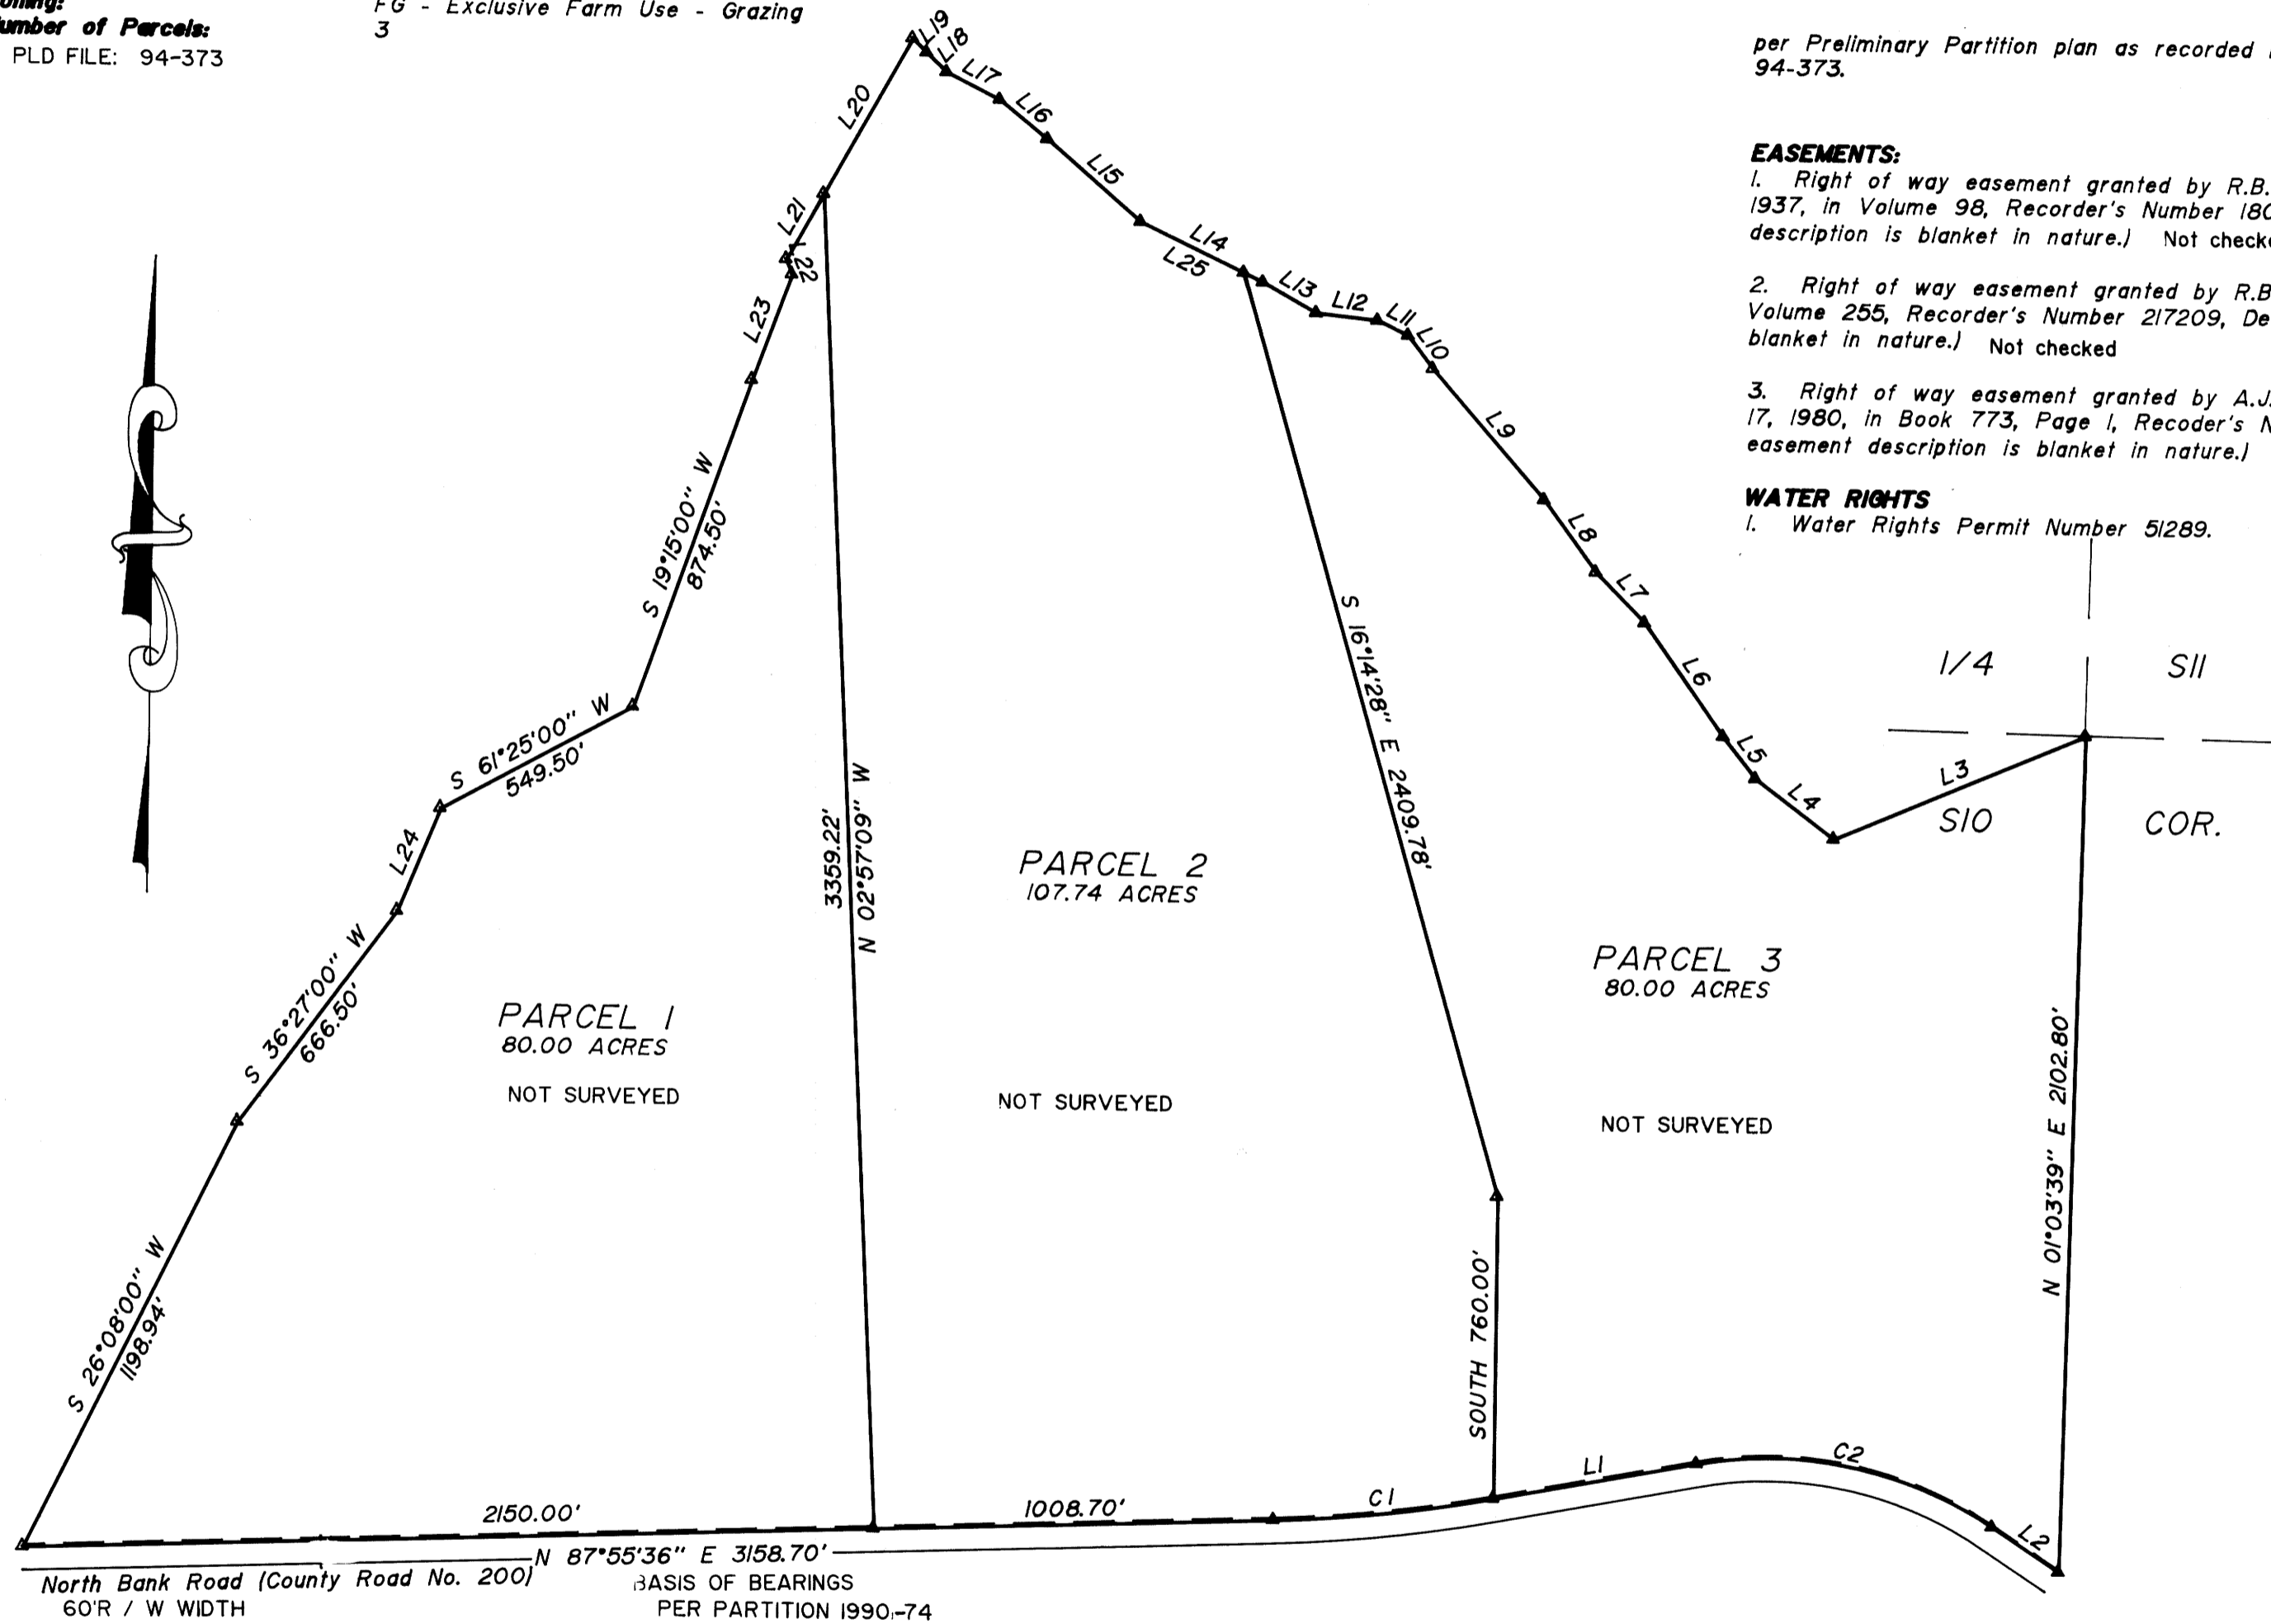 Number of Parcels:
PLD FILE: 94-373
FG - Exclusive Farm Use - Grazing
3
per Preliminary Partition plan as recorded
94-373.
EASEMENTS:
1. Right of way easement granted by R.B.
1937, in Volume 98, Recorder's Number 180
description is blanket in nature.) Not checked
2. Right of way easement granted by R.B
Volume 255, Recorder's Number 217209, De
blanket in nature.) Not checked
3. Right of way easement granted by A.J.
17, 1980, in Book 773, Page 1, Recoder's N
easement description is blanket in nature.)
WATER RIGHTS
1. Water Rights Permit Number 51289.
L19
L18
L17
L16
L15
L14
L25
L13
L12
L11
L10
L9
L8
L7
L6
L5
L4
L3
L20
L21
L22
L23
S 19°15'00" W
874.50'
S 61°25'00" W
549.50'
L24
S 36°27'00" W
666.50'
S 26°08'00" W
1198.94'
3359.22'
N 02°57'09" W
S 16°14'28" E 2409.78'
SOUTH 760.00'
N 01°03'39" E 2102.80'
1/4
S11
S10
COR.
PARCEL 1
80.00 ACRES
NOT SURVEYED
PARCEL 2
107.74 ACRES
NOT SURVEYED
PARCEL 3
80.00 ACRES
NOT SURVEYED
2150.00'
1008.70'
C1
L1
C2
L2
N 87°55'36" E 3158.70'
North Bank Road (County Road No. 200)
60'R / W WIDTH
BASIS OF BEARINGS
PER PARTITION 1990-74